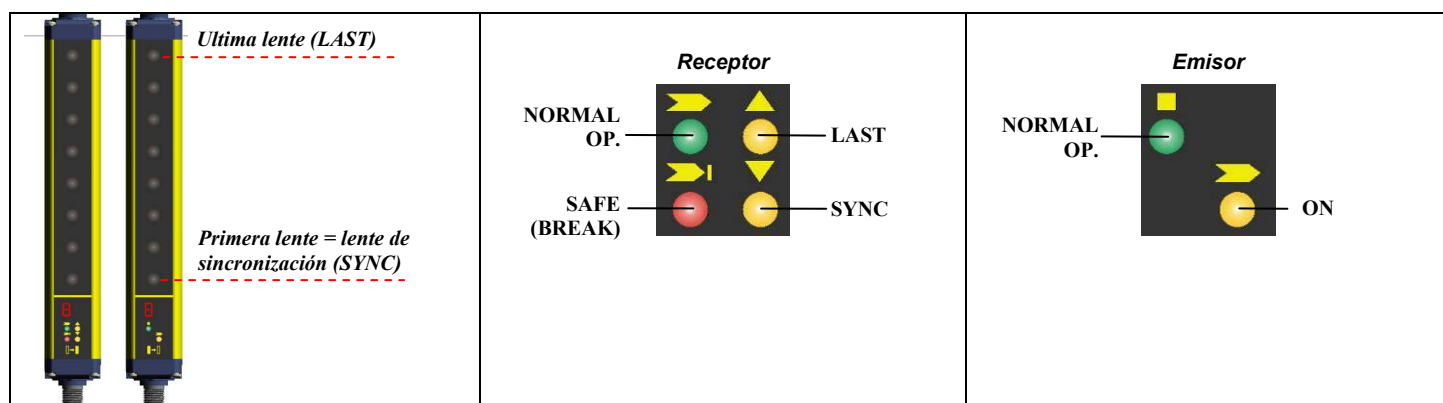 Ultima lente (LAST)
Primera lente = lente de
sincronización (SYNC)
Receptor
NORMAL
OP.
LAST
SAFE
(BREAK)
SYNC
Emisor
NORMAL
OP.
ON